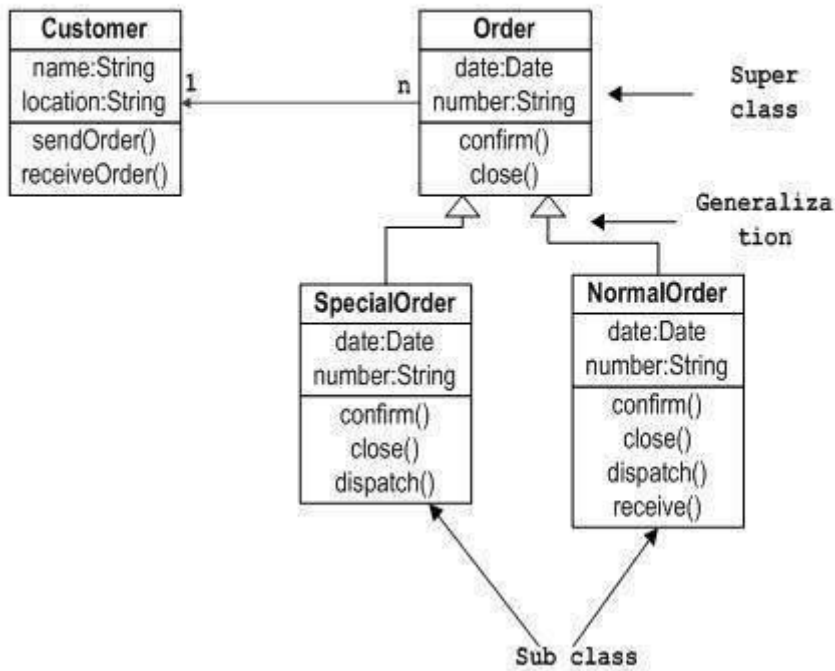 Customer
name:String
location:String
sendOrder()
receiveOrder()
1
n
Order
date:Date
number:String
confirm()
close()
Super
class
Generaliza
tion
SpecialOrder
date:Date
number:String
confirm()
close()
dispatch()
NormalOrder
date:Date
number:String
confirm()
close()
dispatch()
receive()
Sub class